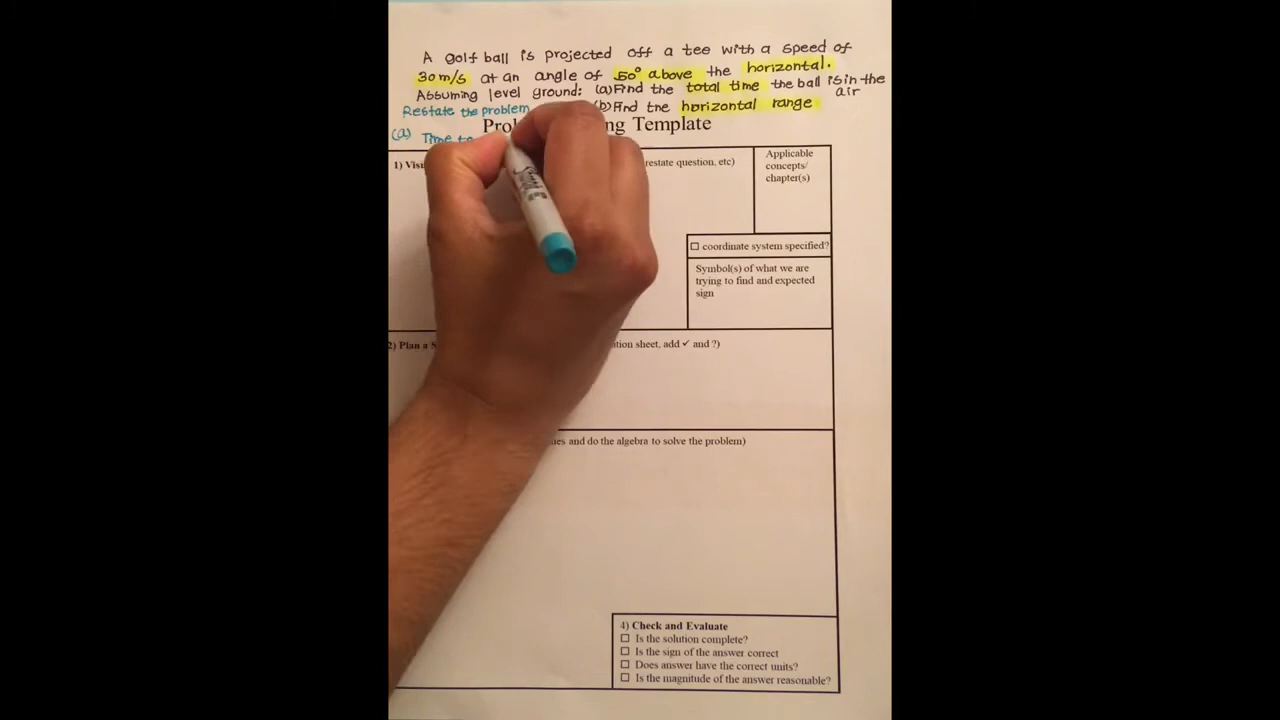 A golf ball is projected off a tee with a speed of
30 m/s at an angle of 50° above the horizontal.
Assuming level ground: (a) Find the total time the ball is in the air
Restate the problem (b) Find the horizontal range
(a) Time to
ng Template
1)
restate question, etc)
Applicable
concepts/
chapter(s)
☐ coordinate system specified?
Symbol(s) of what we are
trying to find and expected
sign
2) Plan a
sheet, add ✓ and ?)
and do the algebra to solve the problem)
4) Check and Evaluate
☐ Is the solution complete?
☐ Is the sign of the answer correct
☐ Does answer have the correct units?
☐ Is the magnitude of the answer reasonable?